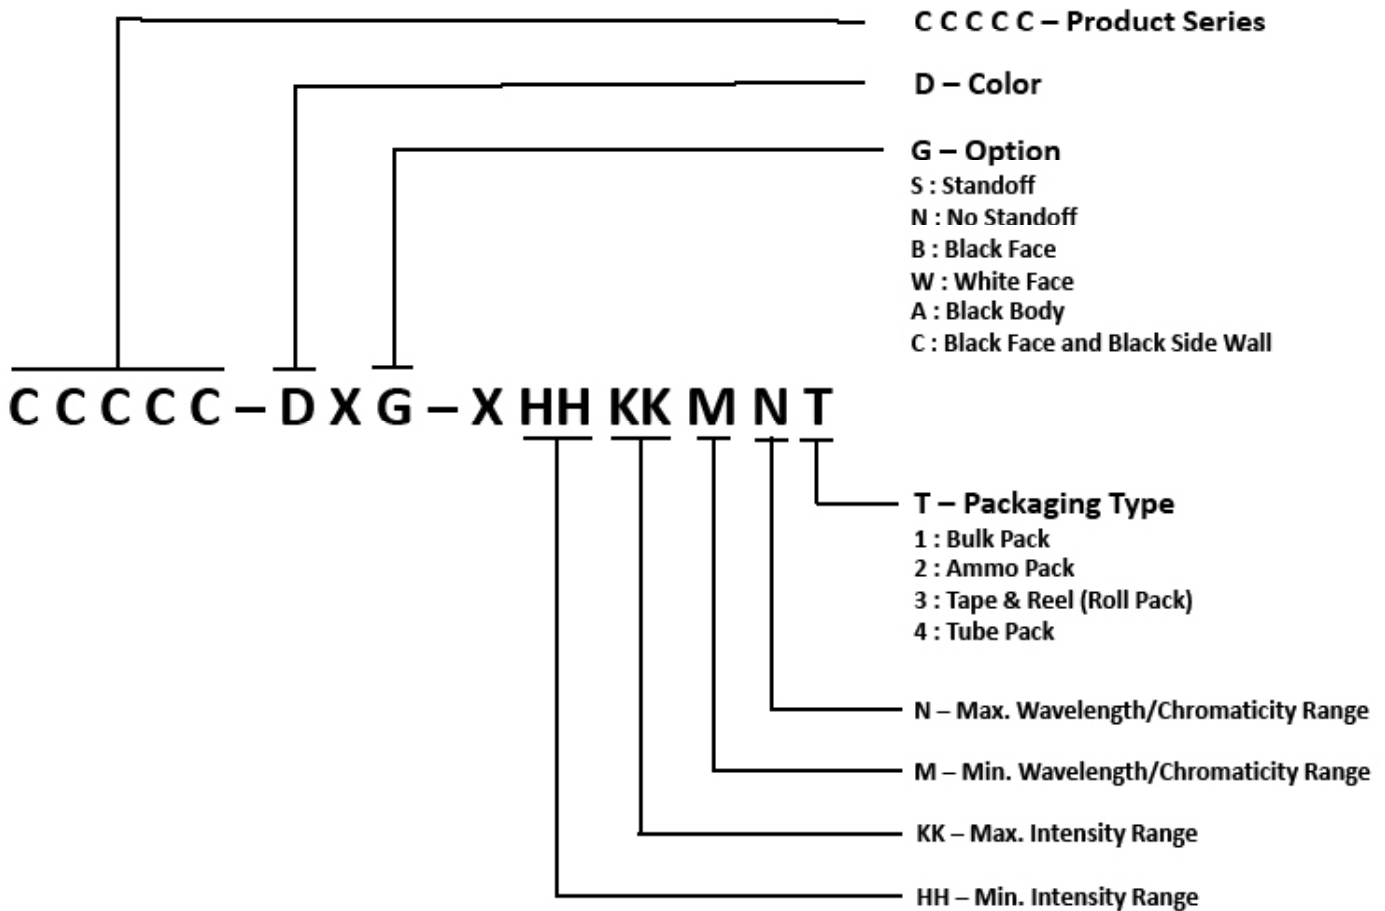 C C C C C – Product Series
D – Color
G – Option
S : Standoff
N : No Standoff
B : Black Face
W : White Face
A : Black Body
C : Black Face and Black Side Wall
C C C C C – D X G – X HH KK M N T
T – Packaging Type
1 : Bulk Pack
2 : Ammo Pack
3 : Tape & Reel (Roll Pack)
4 : Tube Pack
N – Max. Wavelength/Chromaticity Range
M – Min. Wavelength/Chromaticity Range
KK – Max. Intensity Range
HH – Min. Intensity Range